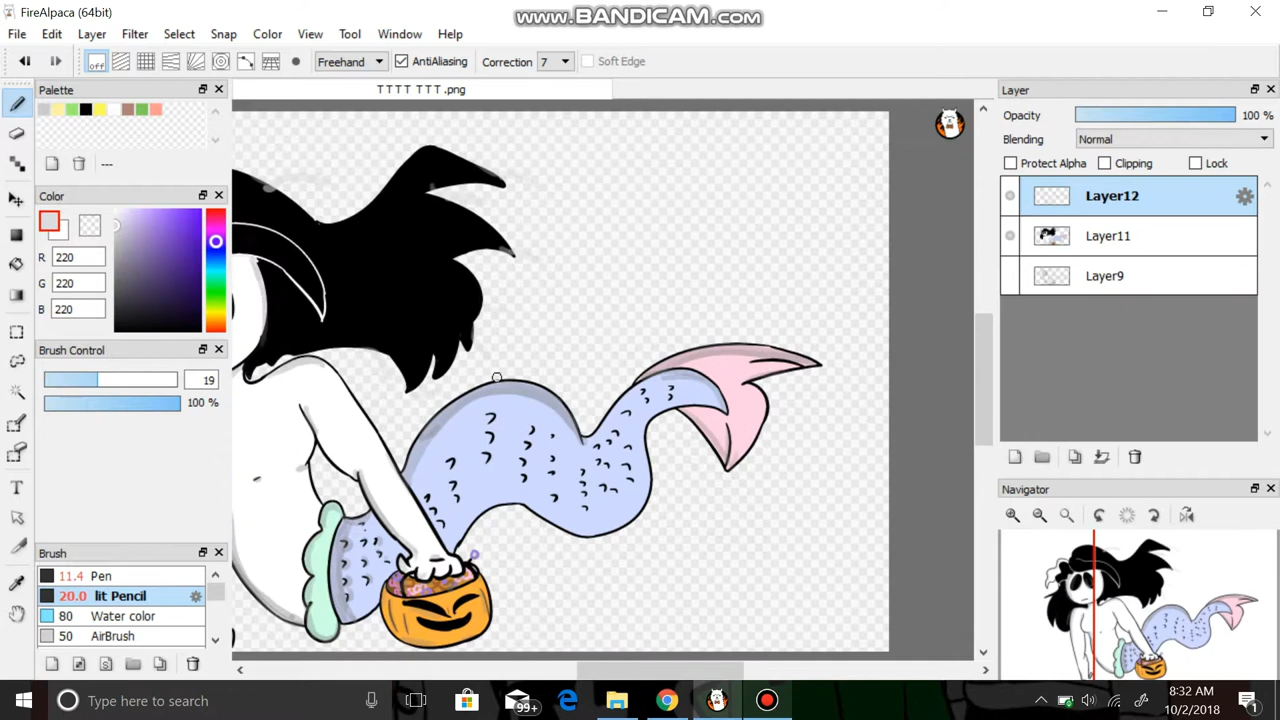 FireAlpaca (64bit)
www.BANDICAM.com
File Edit Layer Filter Select Snap Color View Tool Window Help
off Freehand AntiAliasing Correction 7 Soft Edge
Palette
TTTT TTT .png
Layer
Opacity 100 %
Blending Normal
Protect Alpha Clipping Lock
---
Color
Layer12
R 220
Layer11
G 220
Layer9
B 220
Brush Control
19
100 %
Navigator
Brush
11.4 Pen
20.0 lit Pencil
80 Water color
50 AirBrush
Type here to search
99+
8:32 AM
10/2/2018
1